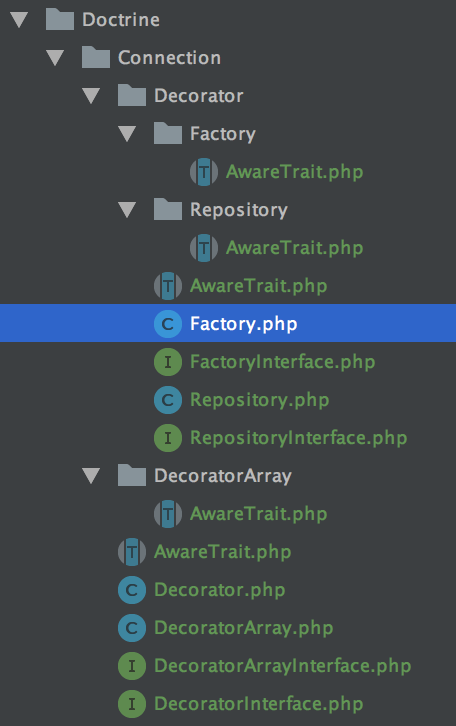 Doctrine
Connection
Decorator
Factory
T AwareTrait.php
Repository
T AwareTrait.php
T AwareTrait.php
C Factory.php
I FactoryInterface.php
C Repository.php
I RepositoryInterface.php
DecoratorArray
T AwareTrait.php
T AwareTrait.php
C Decorator.php
C DecoratorArray.php
I DecoratorArrayInterface.php
I DecoratorInterface.php